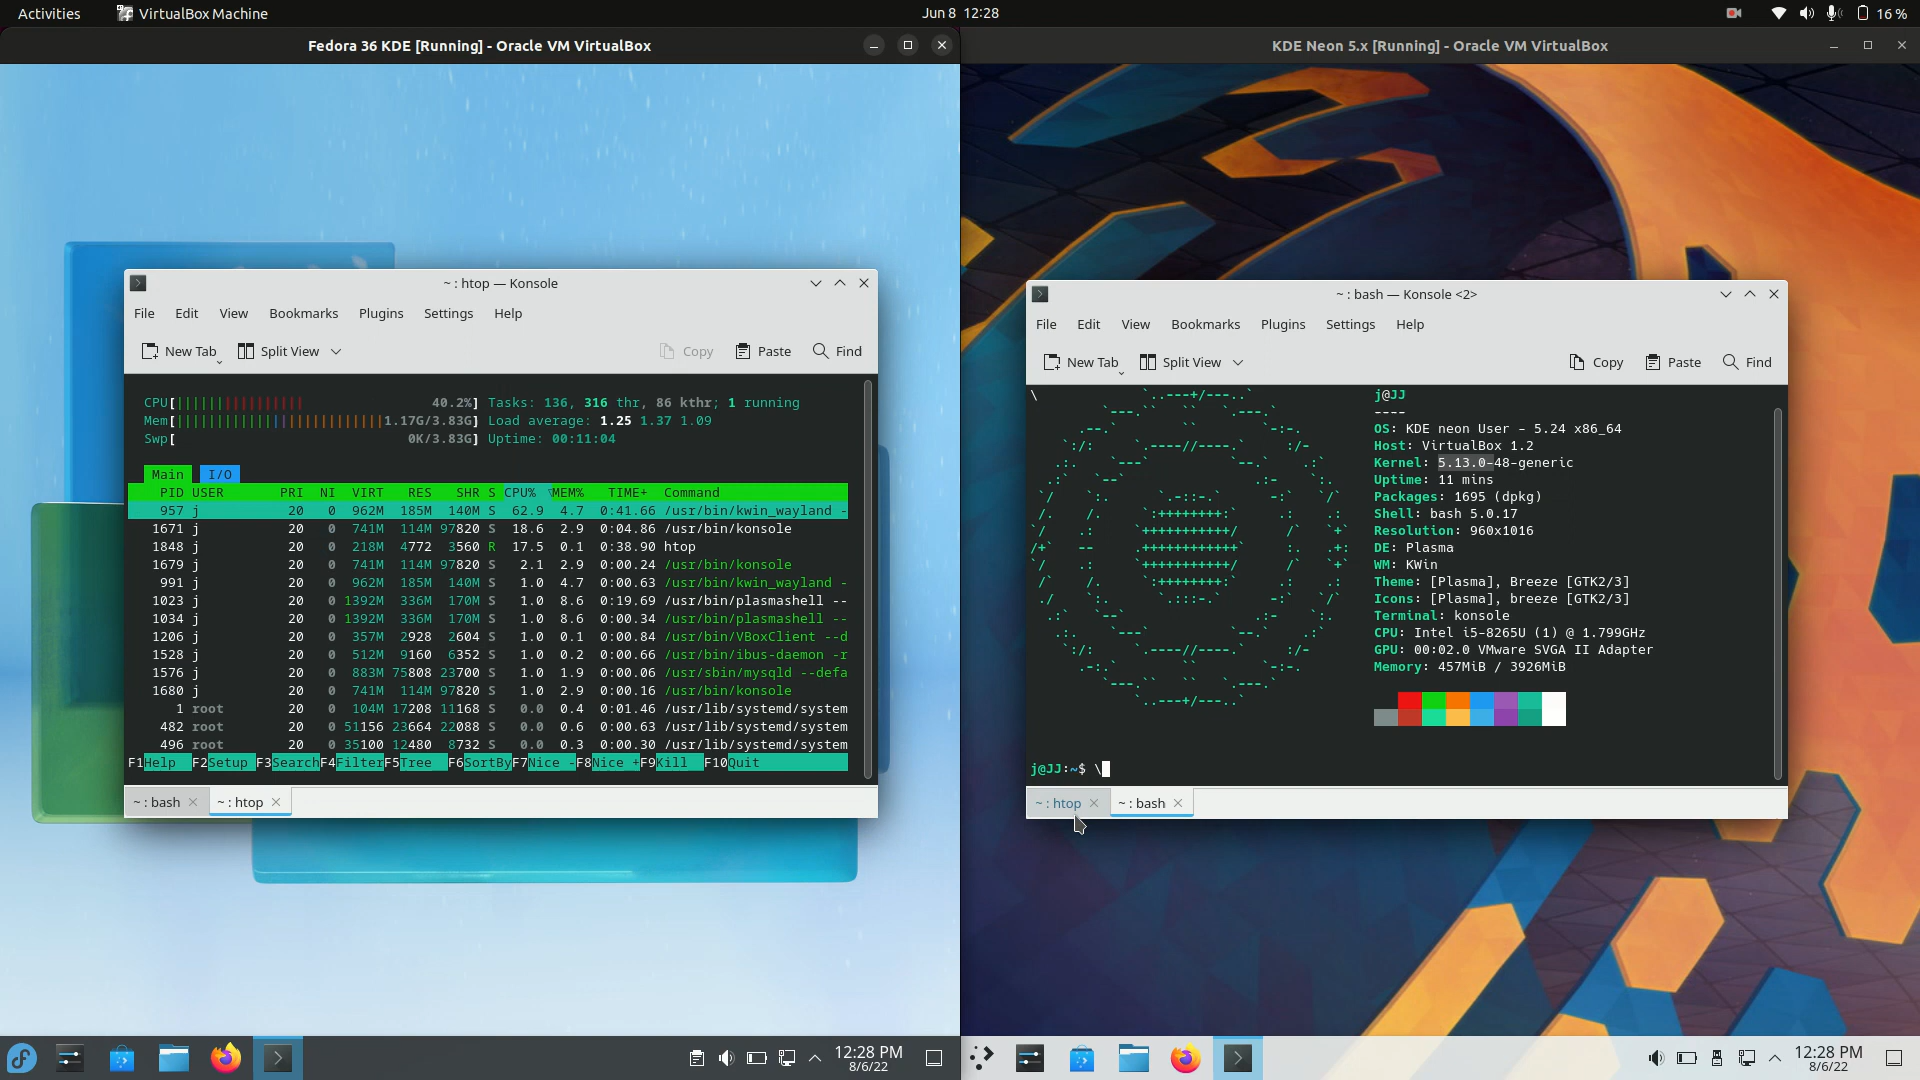 Activities VirtualBox Machine Jun 8 12:28 16 %
Fedora 36 KDE [Running] - Oracle VM VirtualBox
~ : htop — Konsole
File Edit View Bookmarks Plugins Settings Help
New Tab Split View Copy Paste Find
CPU[||||||||||||||||| 40.2%] Tasks: 136, 316 thr, 86 kthr; 1 running
Mem[||||||||||||||||||||||||||1.17G/3.83G] Load average: 1.25 1.37 1.09
Swp[ 0K/3.83G] Uptime: 00:11:04
Main I/O
PID USER PRI NI VIRT RES SHR S CPU% ▽MEM% TIME+ Command
957 j 20 0 962M 185M 140M S 62.9 4.7 0:41.66 /usr/bin/kwin_wayland -
1671 j 20 0 741M 114M 97820 S 18.6 2.9 0:04.86 /usr/bin/konsole
1848 j 20 0 218M 4772 3560 R 17.5 0.1 0:38.90 htop
1679 j 20 0 741M 114M 97820 S 2.1 2.9 0:00.24 /usr/bin/konsole
991 j 20 0 962M 185M 140M S 1.0 4.7 0:00.63 /usr/bin/kwin_wayland -
1023 j 20 0 1392M 336M 170M S 1.0 8.6 0:19.69 /usr/bin/plasmashell --
1034 j 20 0 1392M 336M 170M S 1.0 8.6 0:00.34 /usr/bin/plasmashell --
1206 j 20 0 357M 2928 2604 S 1.0 0.1 0:00.84 /usr/bin/VBoxClient --d
1528 j 20 0 512M 9160 6352 S 1.0 0.2 0:00.66 /usr/bin/ibus-daemon -r
1576 j 20 0 883M 75808 23700 S 1.0 1.9 0:00.06 /usr/sbin/mysqld --defa
1680 j 20 0 741M 114M 97820 S 1.0 2.9 0:00.16 /usr/bin/konsole
1 root 20 0 104M 17208 11168 S 0.0 0.4 0:01.46 /usr/lib/systemd/system
482 root 20 0 51156 23664 22088 S 0.0 0.6 0:00.63 /usr/lib/systemd/system
496 root 20 0 35100 12480 8732 S 0.0 0.3 0:00.30 /usr/lib/systemd/system
F1Help F2Setup F3SearchF4FilterF5Tree F6SortByF7Nice -F8Nice +F9Kill F10Quit
~ : bash ~ : htop
12:28 PM
8/6/22
KDE Neon 5.x [Running] - Oracle VM VirtualBox
~ : bash — Konsole <2>
File Edit View Bookmarks Plugins Settings Help
New Tab Split View Copy Paste Find
j@JJ
----
OS: KDE neon User - 5.24 x86_64
Host: VirtualBox 1.2
Kernel: 5.13.0-48-generic
Uptime: 11 mins
Packages: 1695 (dpkg)
Shell: bash 5.0.17
Resolution: 960x1016
DE: Plasma
WM: KWin
Theme: [Plasma], Breeze [GTK2/3]
Icons: [Plasma], breeze [GTK2/3]
Terminal: konsole
CPU: Intel i5-8265U (1) @ 1.799GHz
GPU: 00:02.0 VMware SVGA II Adapter
Memory: 457MiB / 3926MiB
j@JJ:~$ \
~ : htop ~ : bash
12:28 PM
8/6/22